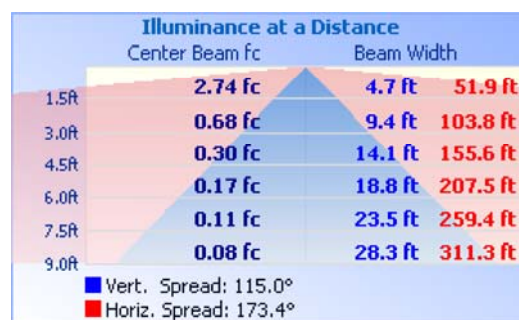 Illuminance at a Distance
Center Beam fc Beam Width
2.74 fc 4.7 ft 51.9 ft
1.5ft
0.68 fc 9.4 ft 103.8 ft
3.0ft
0.30 fc 14.1 ft 155.6 ft
4.5ft
0.17 fc 18.8 ft 207.5 ft
6.0ft
0.11 fc 23.5 ft 259.4 ft
7.5ft
0.08 fc 28.3 ft 311.3 ft
9.0ft
Vert. Spread: 115.0°
Horiz. Spread: 173.4°